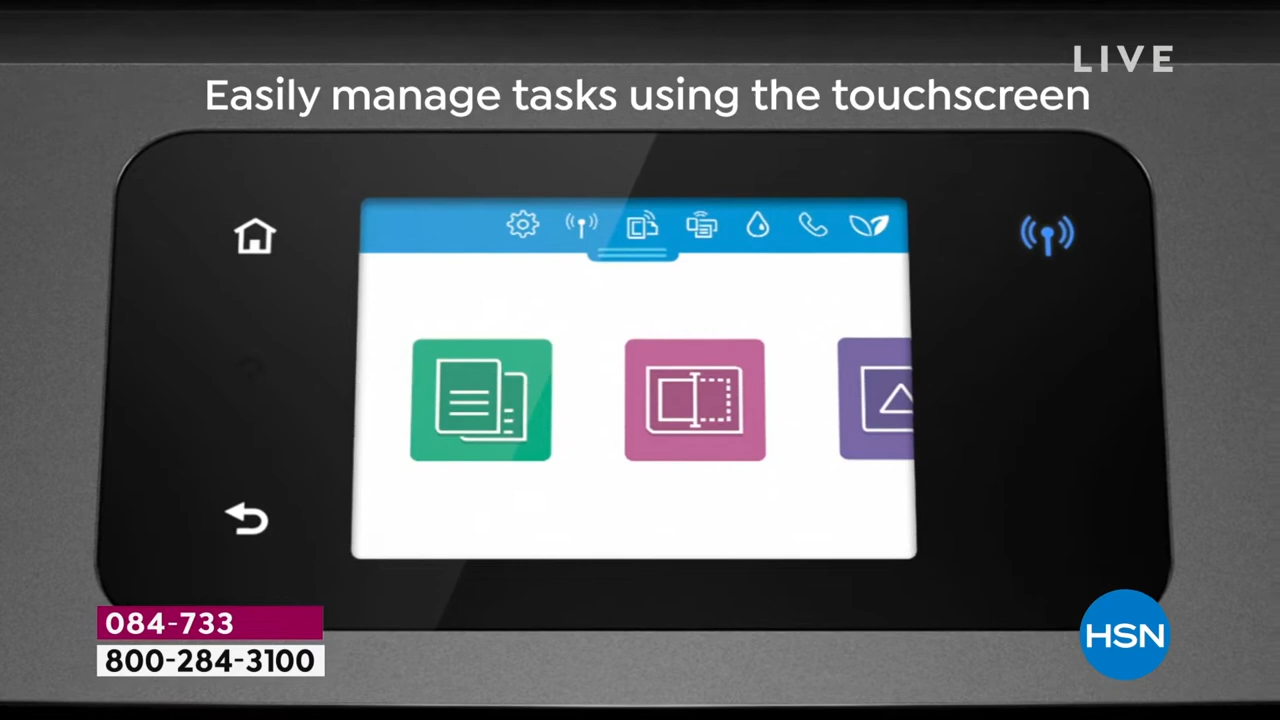 LIVE
Easily manage tasks using the touchscreen
084-733
800-284-3100
HSN